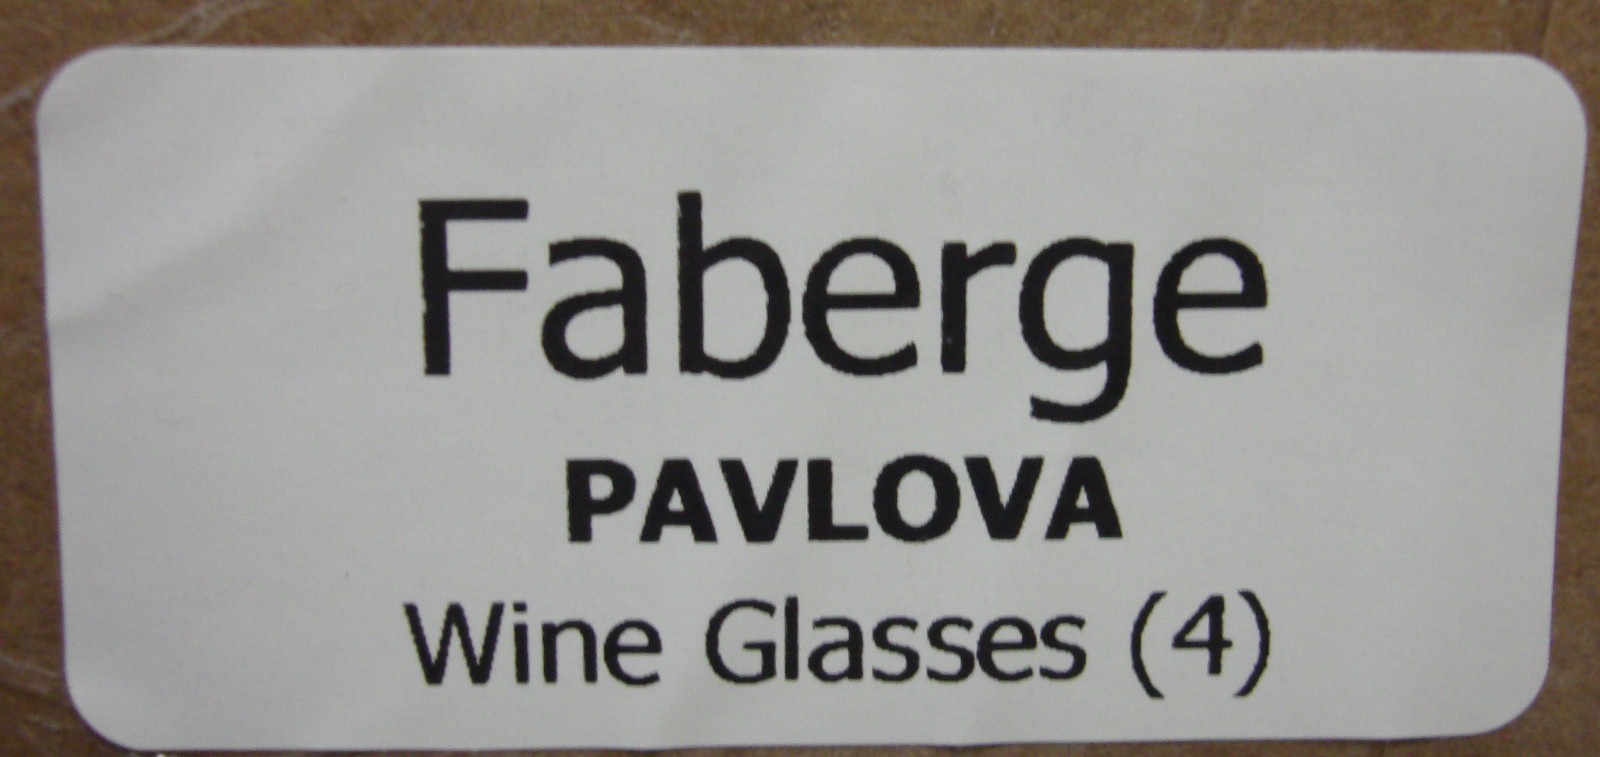 Faberge
PAVLOVA
Wine Glasses (4)